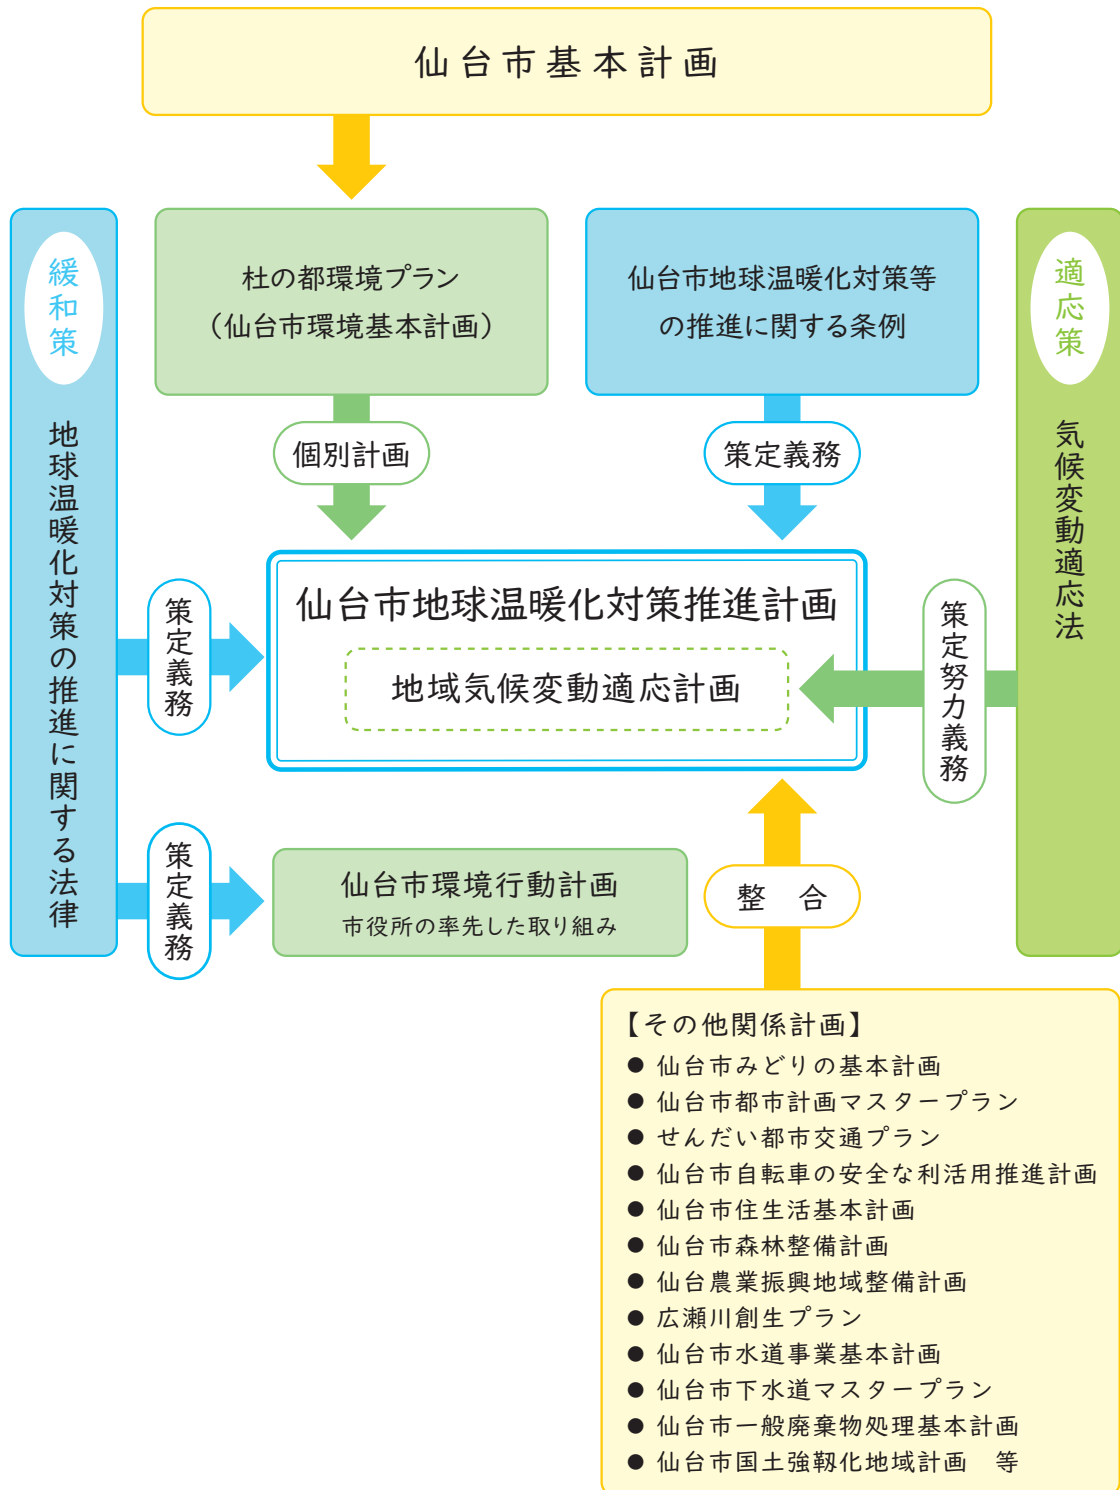 仙台市基本計画
緩和策
地球温暖化対策の推進に関する法律
杜の都環境プラン
（仙台市環境基本計画）
仙台市地球温暖化対策等
の推進に関する条例
適応策
気候変動適応法
個別計画
策定義務
策定義務
仙台市地球温暖化対策推進計画
地域気候変動適応計画
策定努力義務
策定義務
仙台市環境行動計画
市役所の率先した取り組み
整　合
【その他関係計画】
● 仙台市みどりの基本計画
● 仙台市都市計画マスタープラン
● せんだい都市交通プラン
● 仙台市自転車の安全な利活用推進計画
● 仙台市住生活基本計画
● 仙台市森林整備計画
● 仙台農業振興地域整備計画
● 広瀬川創生プラン
● 仙台市水道事業基本計画
● 仙台市下水道マスタープラン
● 仙台市一般廃棄物処理基本計画
● 仙台市国土強靱化地域計画　等